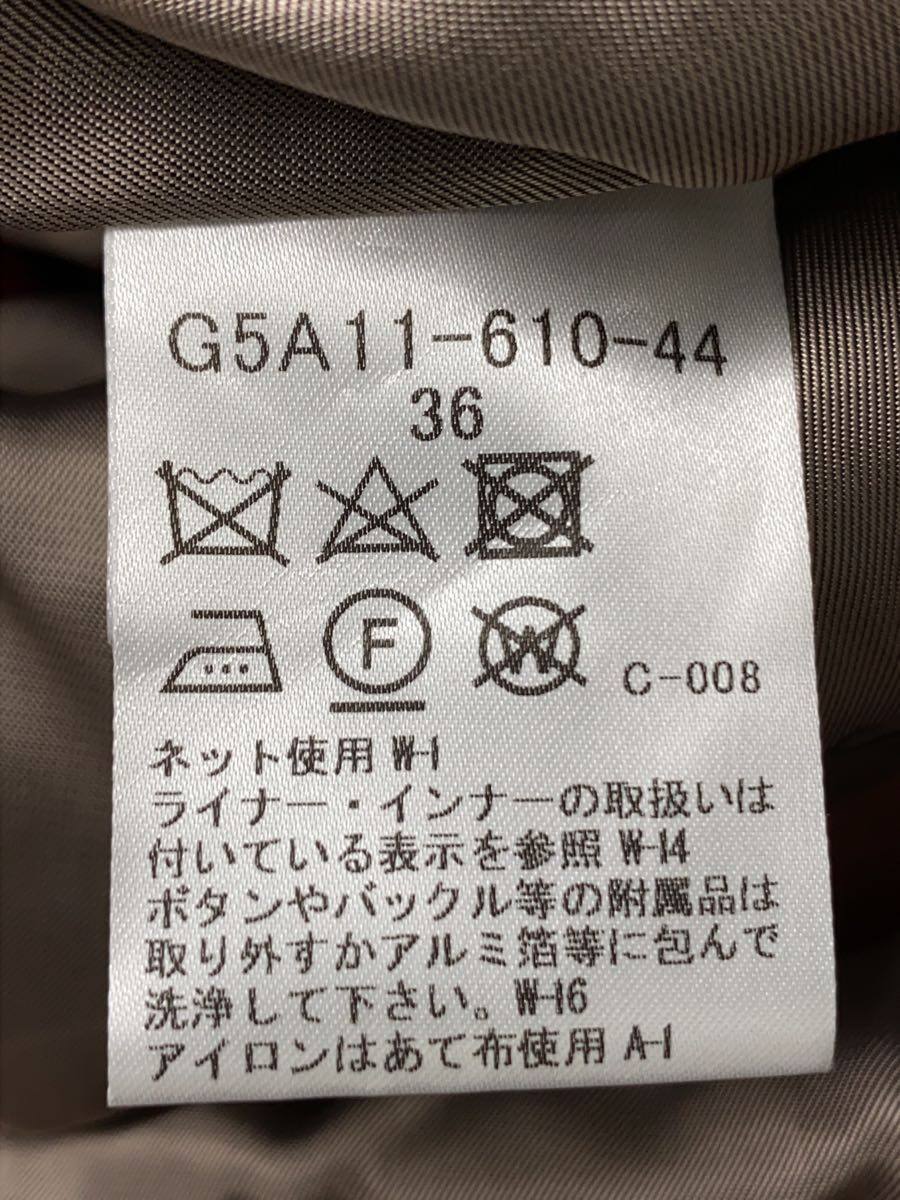 G5A11-610-44
36
F W C-008
ネット使用 W-1
ライナー・インナーの取扱いは
付いている表示を参照 W-14
ボタンやバックル等の附属品は
取り外すかアルミ箔等に包んで
洗浄して下さい。W-16
アイロンはあて布使用 A-1